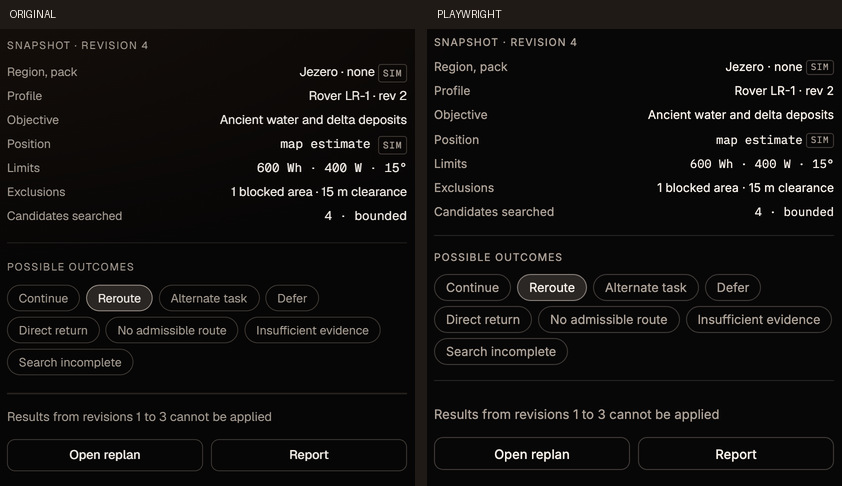 ORIGINAL
SNAPSHOT · REVISION 4
Region, pack Jezero · none SIM
Profile Rover LR-1 · rev 2
Objective Ancient water and delta deposits
Position map estimate SIM
Limits 600 Wh · 400 W · 15°
Exclusions 1 blocked area · 15 m clearance
Candidates searched 4 · bounded
POSSIBLE OUTCOMES
Continue Reroute Alternate task Defer
Direct return No admissible route Insufficient evidence
Search incomplete
Results from revisions 1 to 3 cannot be applied
Open replan Report
PLAYWRIGHT
SNAPSHOT · REVISION 4
Region, pack Jezero · none SIM
Profile Rover LR-1 · rev 2
Objective Ancient water and delta deposits
Position map estimate SIM
Limits 600 Wh · 400 W · 15°
Exclusions 1 blocked area · 15 m clearance
Candidates searched 4 · bounded
POSSIBLE OUTCOMES
Continue Reroute Alternate task Defer
Direct return No admissible route Insufficient evidence
Search incomplete
Results from revisions 1 to 3 cannot be applied
Open replan Report